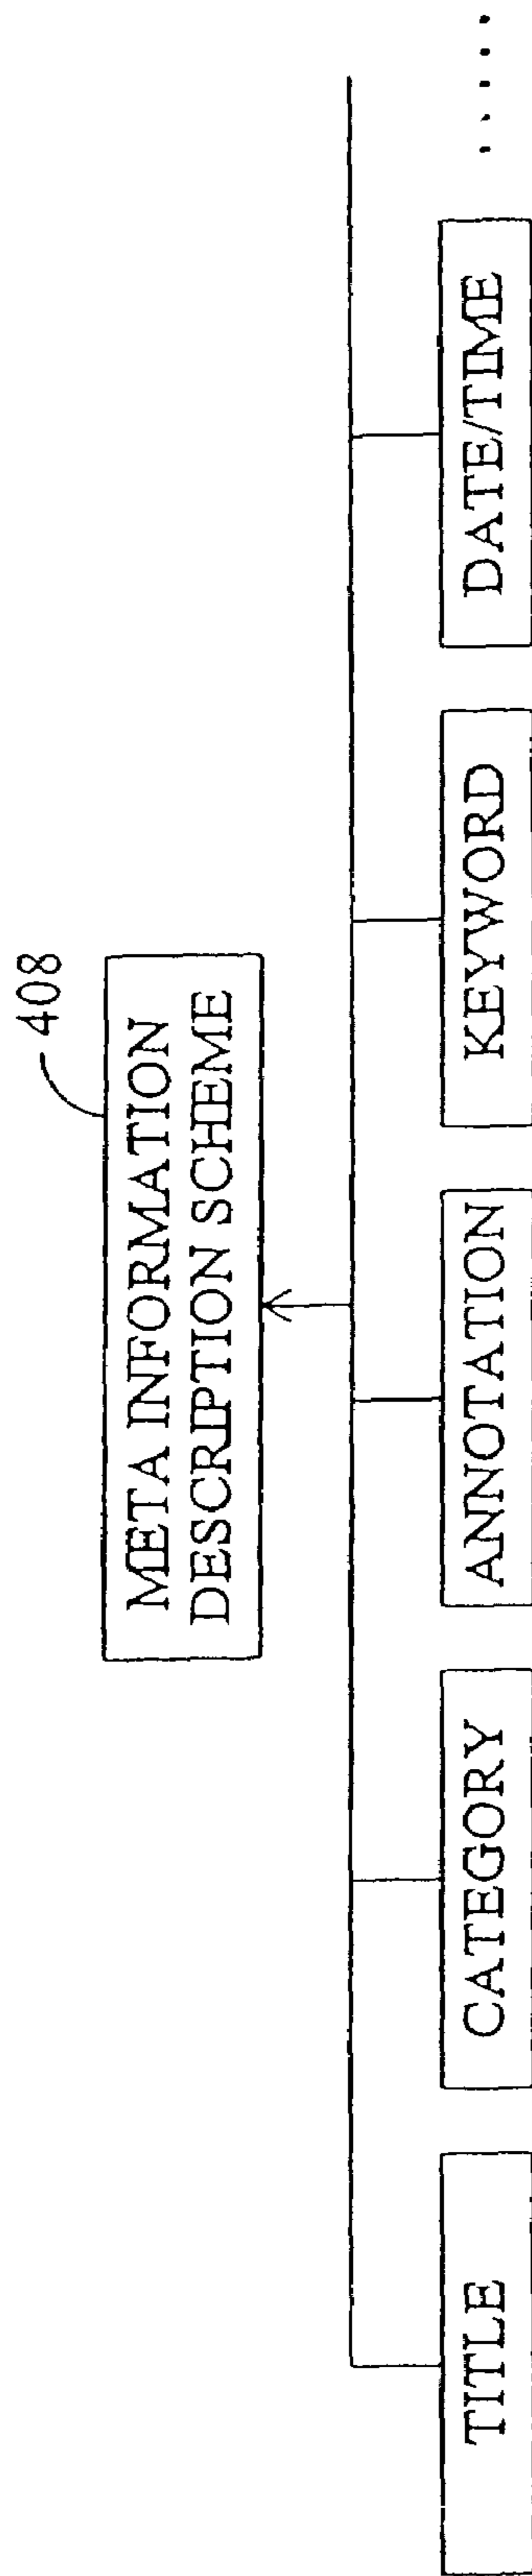 408
META INFORMATION
DESCRIPTION SCHEME
TITLE
CATEGORY
ANNOTATION
KEYWORD
DATE/TIME
.....